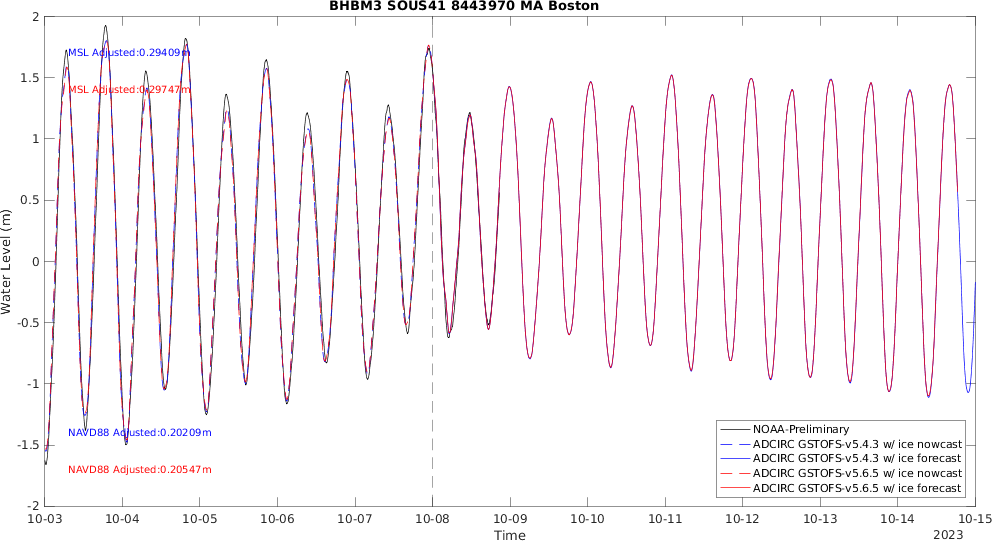 BHBM3 SOUS41 8443970 MA Boston
2
1.5
1
0.5
0
-0.5
-1
-1.5
-2
Water Level (m)
MSL Adjusted:0.29409m
MSL Adjusted:0.29747m
NAVD88 Adjusted:0.20209m
NAVD88 Adjusted:0.20547m
NOAA-Preliminary
ADCIRC GSTOFS-v5.4.3 w/ ice nowcast
ADCIRC GSTOFS-v5.4.3 w/ ice forecast
ADCIRC GSTOFS-v5.6.5 w/ ice nowcast
ADCIRC GSTOFS-v5.6.5 w/ ice forecast
10-03 10-04 10-05 10-06 10-07 10-08 10-09 10-10 10-11 10-12 10-13 10-14 10-15
Time
2023